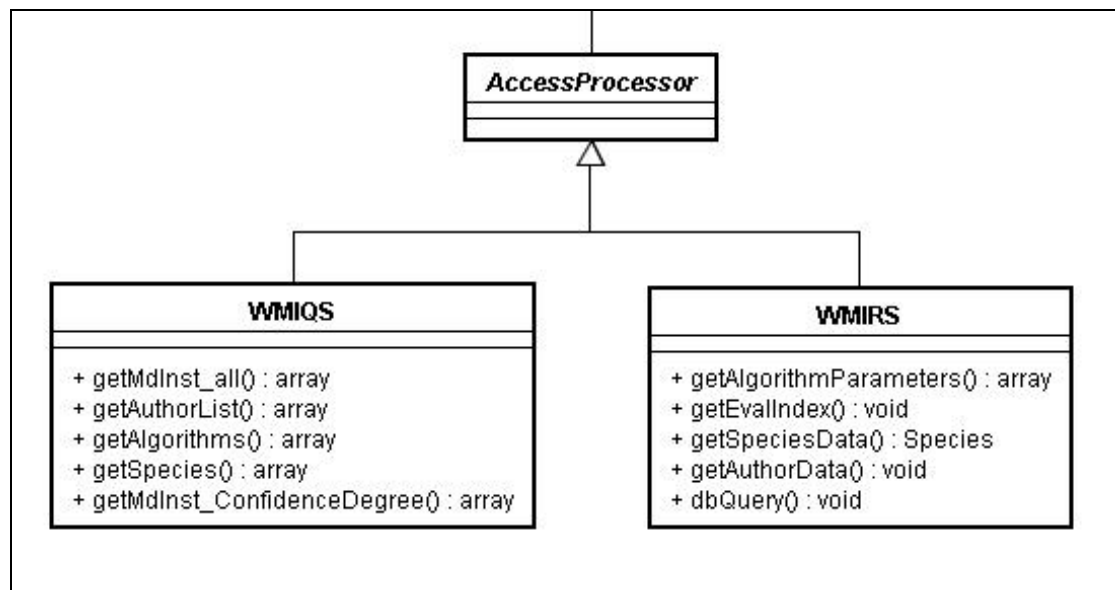 AccessProcessor
WMIQS
+ getMdInst_all() : array
+ getAuthorList() : array
+ getAlgorithms() : array
+ getSpecies() : array
+ getMdInst_ConfidenceDegree() : array
WMIRS
+ getAlgorithmParameters() : array
+ getEvalIndex() : void
+ getSpeciesData() : Species
+ getAuthorData() : void
+ dbQuery() : void